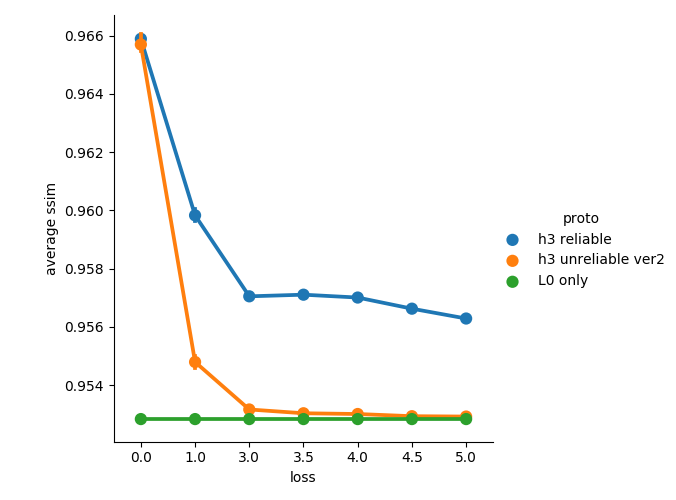 0.966
0.964
0.962
0.960
0.958
0.956
0.954
average ssim
0.0 1.0 3.0 3.5 4.0 4.5 5.0
loss
proto
h3 reliable
h3 unreliable ver2
L0 only